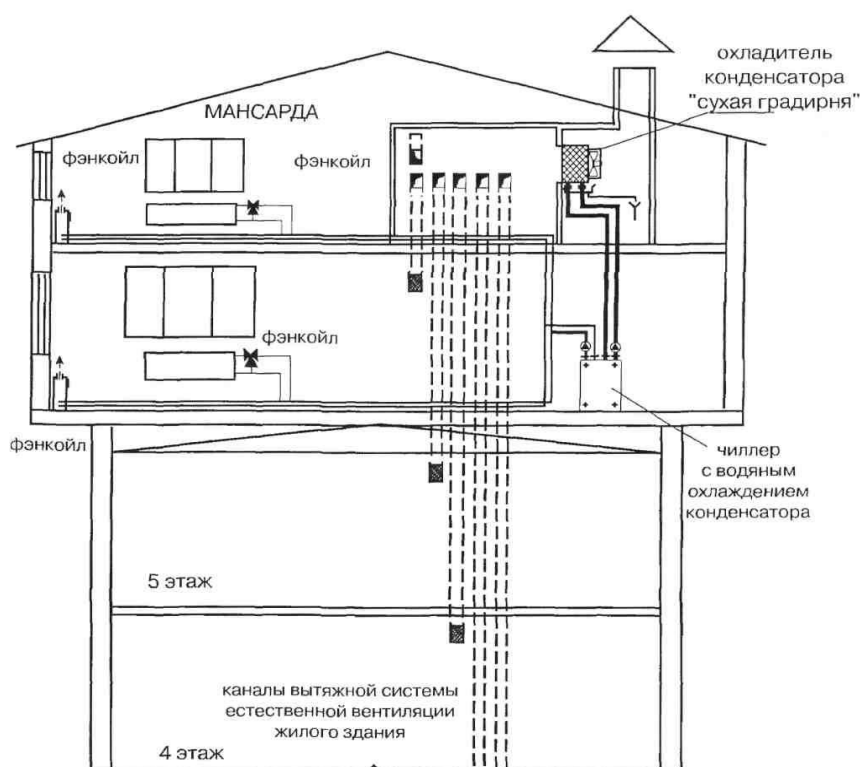 охладитель
конденсатора
"сухая градирня"
МАНСАРДА
фэнкойл
фэнкойл
фэнкойл
фэнкойл
чиллер
с водяным
охлаждением
конденсатора
5 этаж
каналы вытяжной системы
естественной вентиляции
жилого здания
4 этаж